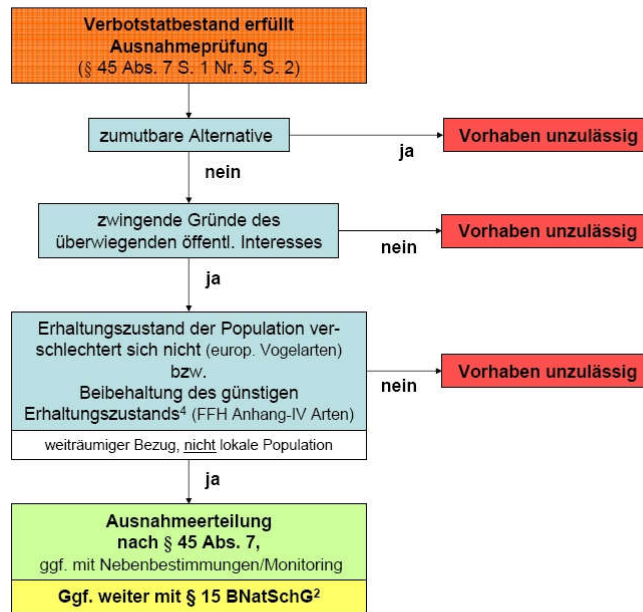 Verbotstatbestand erfüllt
Ausnahmeprüfung
(§ 45 Abs. 7 S. 1 Nr. 5, S. 2)
zumutbare Alternative
ja
Vorhaben unzulässig
nein
zwingende Gründe des
überwiegenden öffentl. Interesses
nein
Vorhaben unzulässig
ja
Erhaltungszustand der Population ver-
schlechtert sich nicht (europ. Vogelarten)
bzw.
Beibehaltung des günstigen
Erhaltungszustands⁴ (FFH Anhang-IV Arten)
weiträumiger Bezug, nicht lokale Population
nein
Vorhaben unzulässig
ja
Ausnahmeerteilung
nach § 45 Abs. 7,
ggf. mit Nebenbestimmungen/Monitoring
Ggf. weiter mit § 15 BNatSchG²